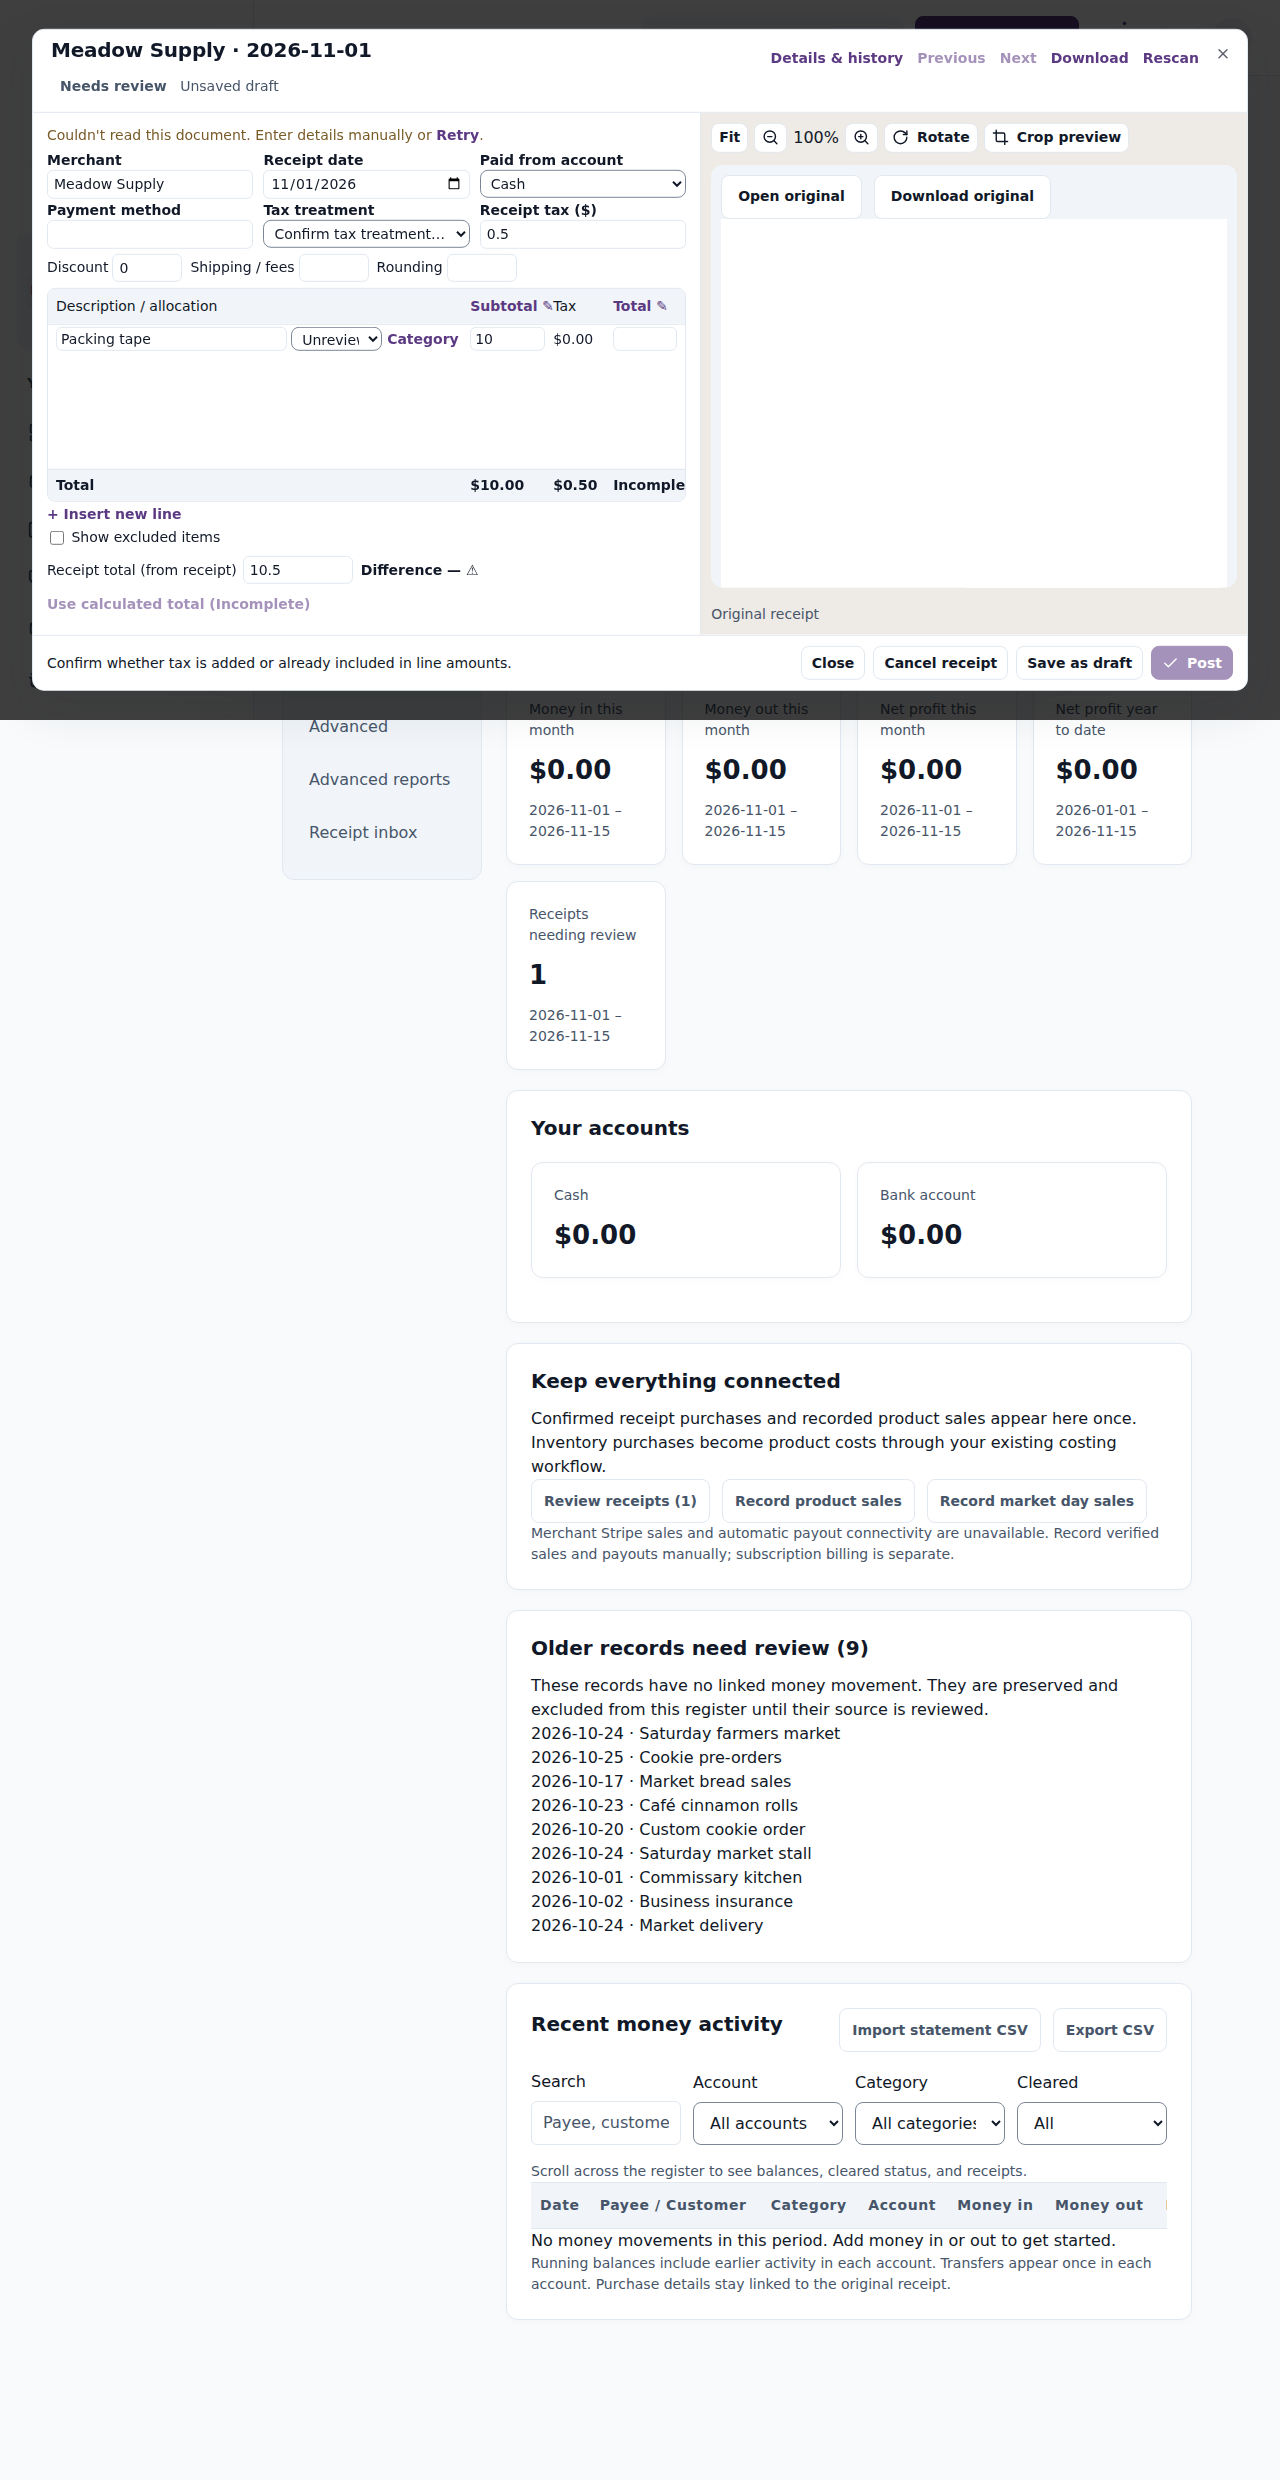 Meadow Supply · 2026-11-01
Details & history Previous Next Download Rescan ×
Needs review Unsaved draft
Couldn't read this document. Enter details manually or Retry.
Merchant Receipt date Paid from account
Meadow Supply 11/01/2026 Cash
Payment method Tax treatment Receipt tax ($)
Confirm tax treatment... 0.5
Discount 0 Shipping / fees Rounding
Description / allocation Subtotal ✎ Tax Total ✎
Packing tape Unreview Category 10 $0.00
Total $10.00 $0.50 Incomple
+ Insert new line
Show excluded items
Receipt total (from receipt) 10.5 Difference — ⚠
Use calculated total (Incomplete)
Fit 100% Rotate Crop preview
Open original Download original
Original receipt
Confirm whether tax is added or already included in line amounts.
Close Cancel receipt Save as draft Post
Advanced
Advanced reports
Receipt inbox
Money in this month
$0.00
2026-11-01 – 2026-11-15
Money out this month
$0.00
2026-11-01 – 2026-11-15
Net profit this month
$0.00
2026-11-01 – 2026-11-15
Net profit year to date
$0.00
2026-01-01 – 2026-11-15
Receipts needing review
1
2026-11-01 – 2026-11-15
Your accounts
Cash
$0.00
Bank account
$0.00
Keep everything connected
Confirmed receipt purchases and recorded product sales appear here once.
Inventory purchases become product costs through your existing costing
workflow.
Review receipts (1) Record product sales Record market day sales
Merchant Stripe sales and automatic payout connectivity are unavailable. Record verified
sales and payouts manually; subscription billing is separate.
Older records need review (9)
These records have no linked money movement. They are preserved and
excluded from this register until their source is reviewed.
2026-10-24 · Saturday farmers market
2026-10-25 · Cookie pre-orders
2026-10-17 · Market bread sales
2026-10-23 · Café cinnamon rolls
2026-10-20 · Custom cookie order
2026-10-24 · Saturday market stall
2026-10-01 · Commissary kitchen
2026-10-02 · Business insurance
2026-10-24 · Market delivery
Recent money activity Import statement CSV Export CSV
Search Account Category Cleared
Payee, custome All accounts All categories All
Scroll across the register to see balances, cleared status, and receipts.
Date Payee / Customer Category Account Money in Money out
No money movements in this period. Add money in or out to get started.
Running balances include earlier activity in each account. Transfers appear once in each
account. Purchase details stay linked to the original receipt.